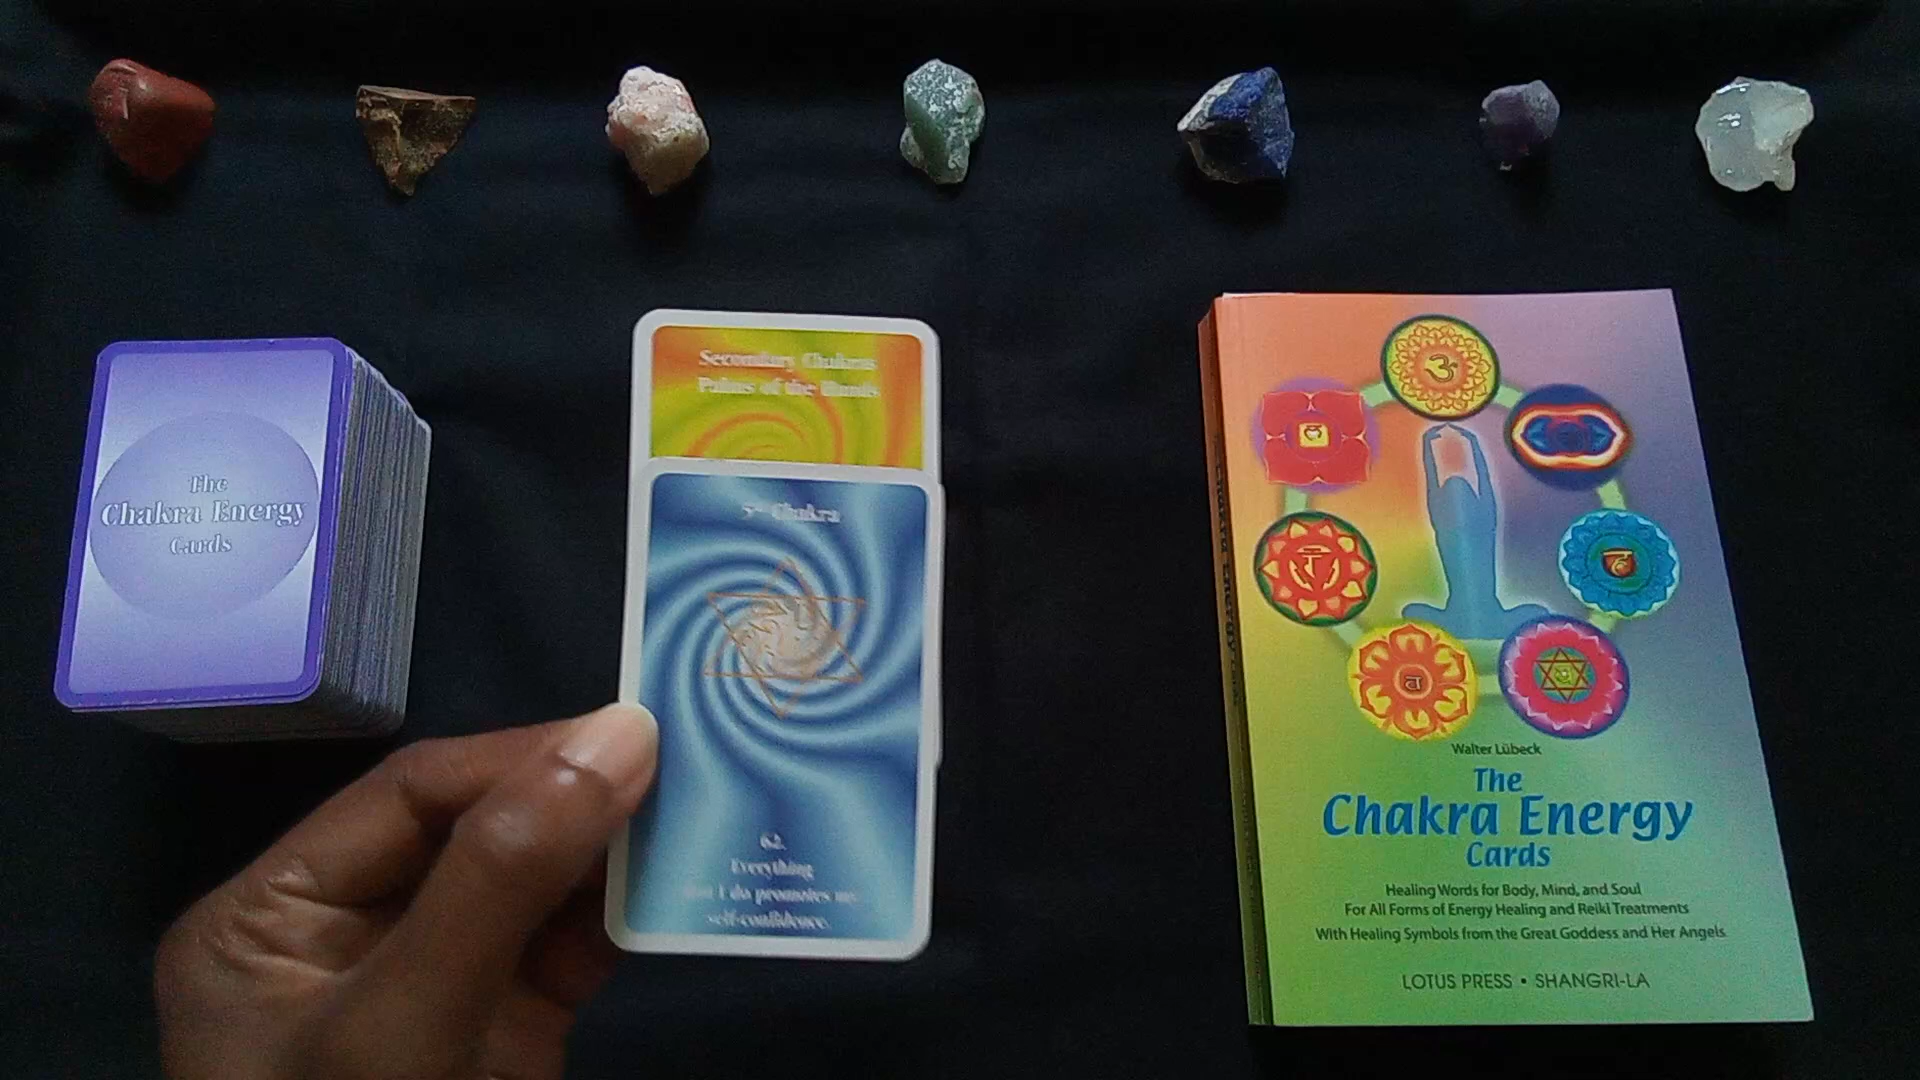 The
Chakra Energy
Cards
Secondary Chakras
Palms of the Hands
5th Chakra
62.
Everything
that I do promotes my
self-confidence.
Walter Lübeck
The
Chakra Energy
Cards
Healing Words for Body, Mind, and Soul
For All Forms of Energy Healing and Reiki Treatments
With Healing Symbols from the Great Goddess and Her Angels
LOTUS PRESS • SHANGRI-LA